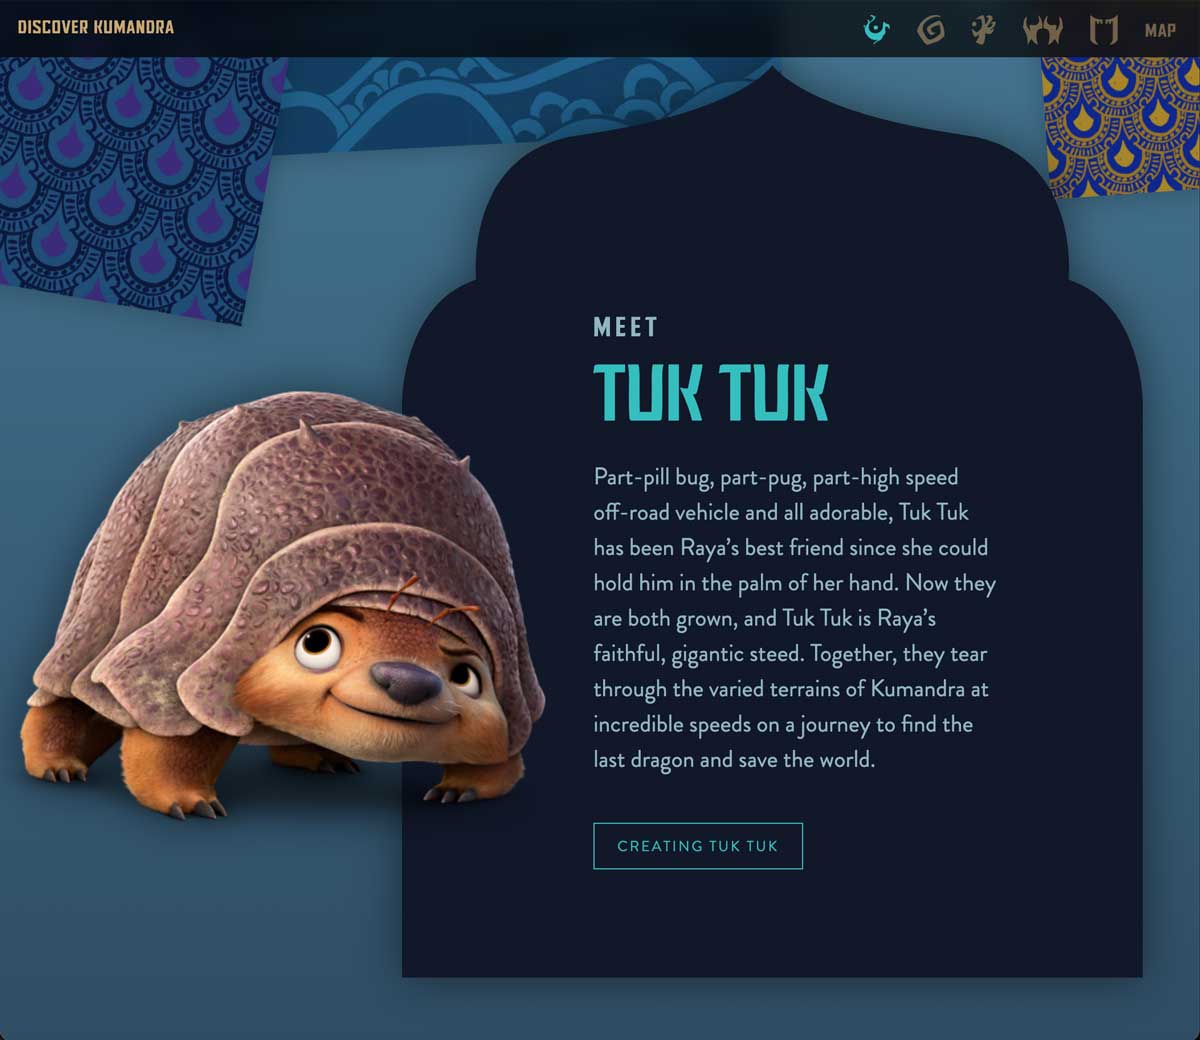 DISCOVER KUMANDRA
MAP
MEET
TUK TUK
Part-pill bug, part-pug, part-high speed
off-road vehicle and all adorable, Tuk Tuk
has been Raya’s best friend since she could
hold him in the palm of her hand. Now they
are both grown, and Tuk Tuk is Raya’s
faithful, gigantic steed. Together, they tear
through the varied terrains of Kumandra at
incredible speeds on a journey to find the
last dragon and save the world.
CREATING TUK TUK